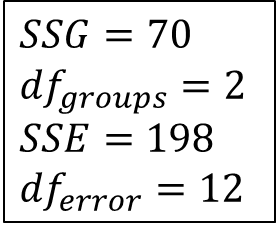 SSG = 70
df_groups = 2
SSE = 198
df_error = 12